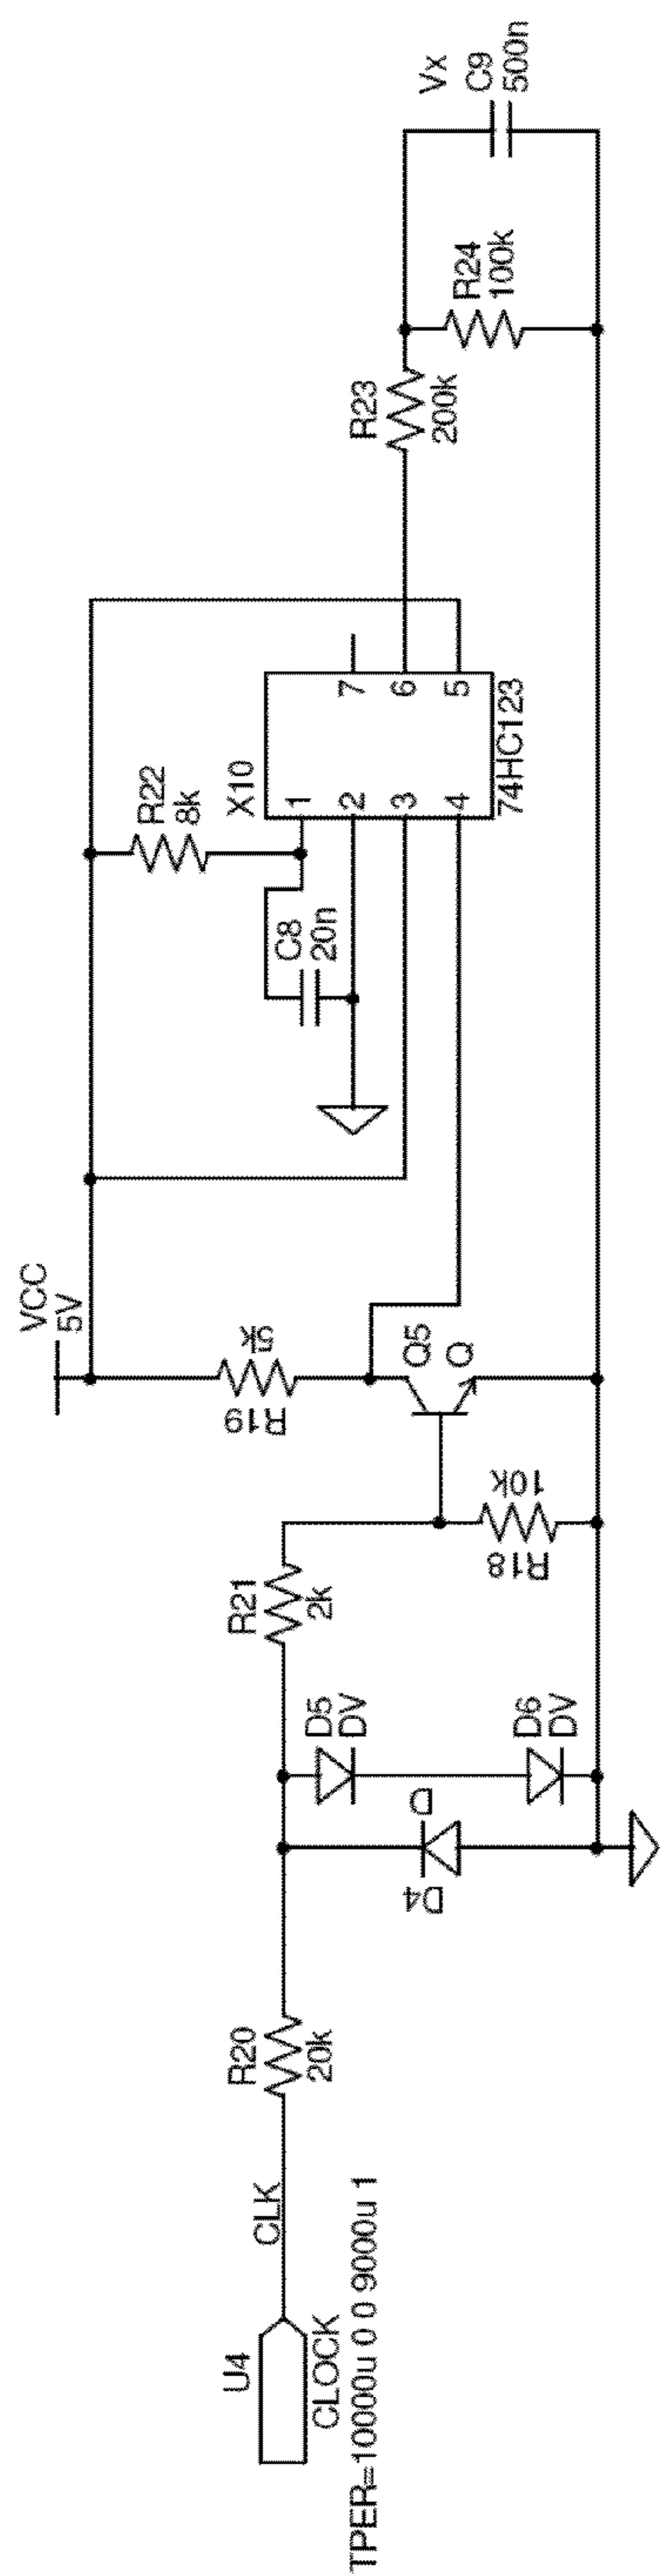 U4
CLOCK
TPER=10000u 0 0 9000u 1
CLK
R20
20k
D4
D
D5
DV
D6
DV
R21
2k
R18
10k
Q5
Q
R19
5k
VCC
5V
C8
20n
R22
8k
X10
1
2
3
4
7
6
5
74HC123
R23
200k
R24
100k
Vx
C9
500n